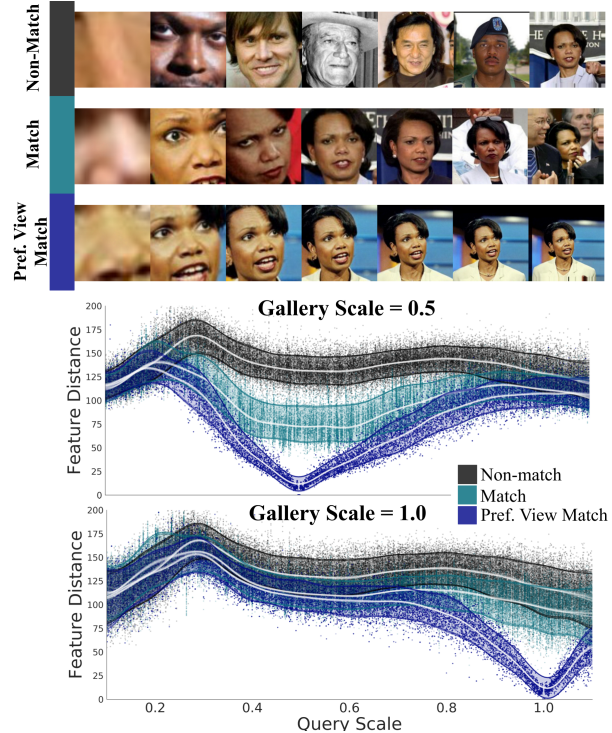 Non-Match
Match
Pref. View
Match
Gallery Scale = 0.5
200
175
150
125
100
75
50
25
0
Feature Distance
Non-match
Match
Pref. View Match
Gallery Scale = 1.0
200
175
150
125
100
75
50
25
0
Feature Distance
0.2
0.4
0.6
0.8
1.0
Query Scale